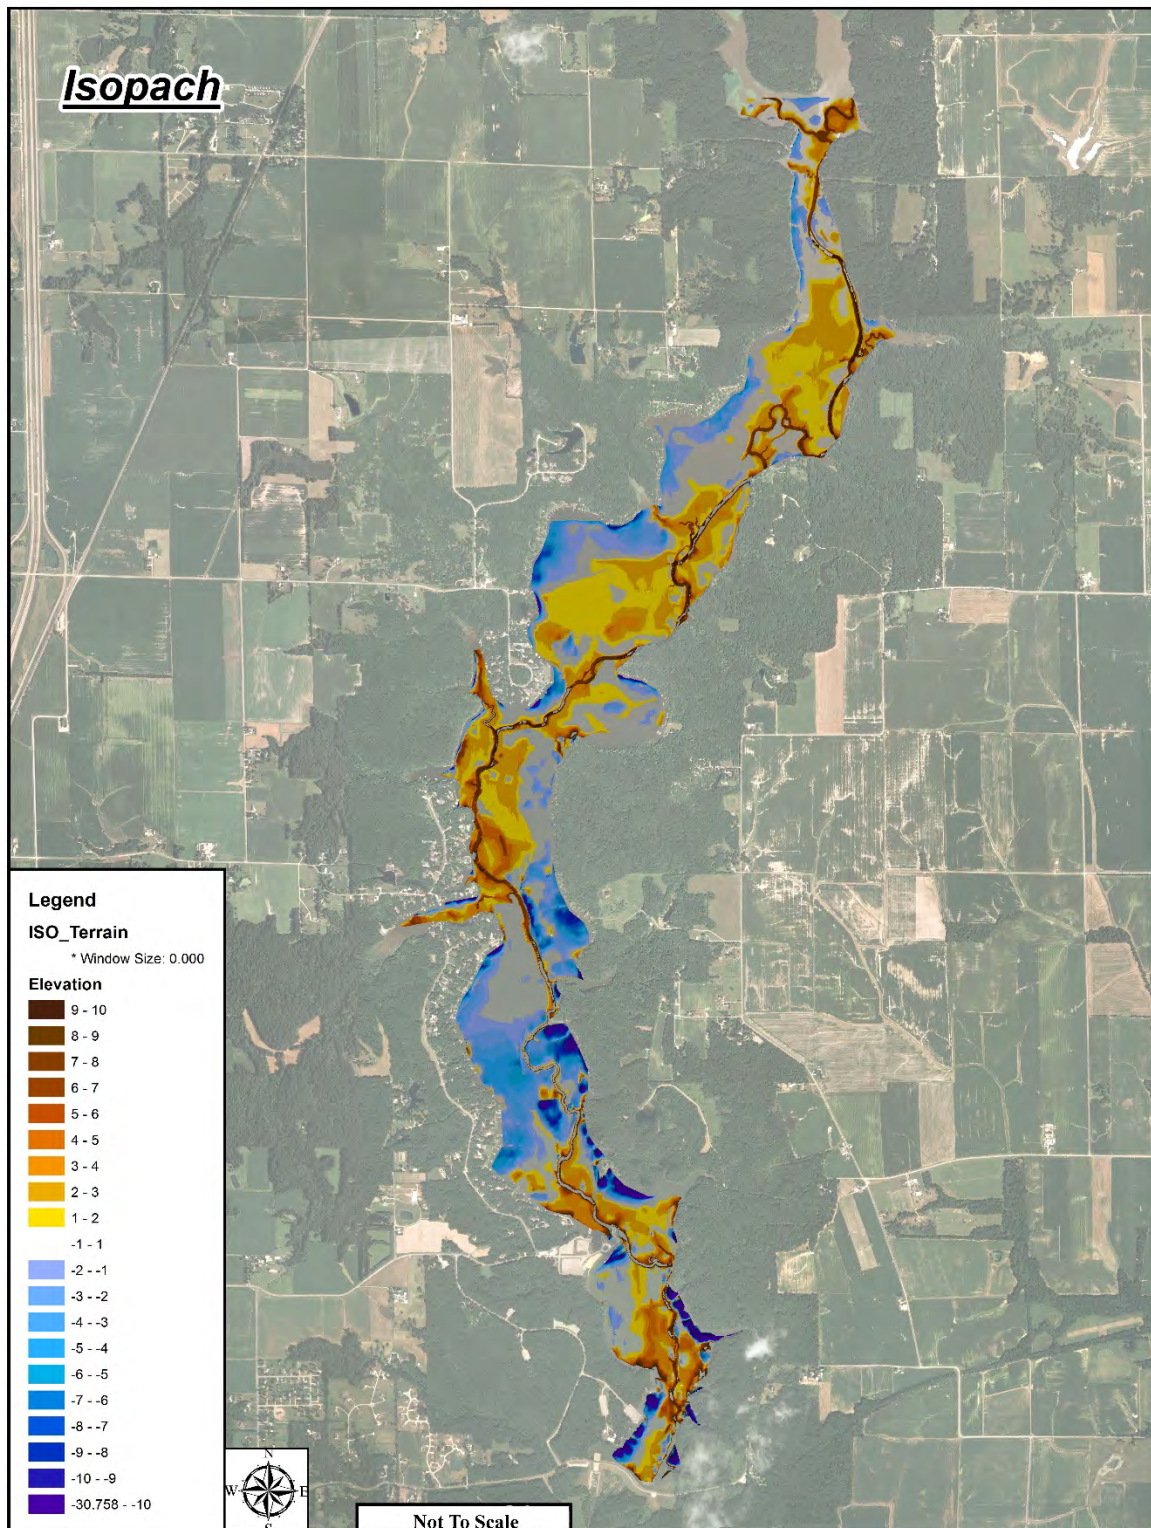 Isopach
Legend
ISO_Terrain
* Window Size: 0.000
Elevation
9 - 10
8 - 9
7 - 8
6 - 7
5 - 6
4 - 5
3 - 4
2 - 3
1 - 2
-1 - 1
-2 - -1
-3 - -2
-4 - -3
-5 - -4
-6 - -5
-7 - -6
-8 - -7
-9 - -8
-10 - -9
-30.758 - -10
N
W
E
S
Not To Scale